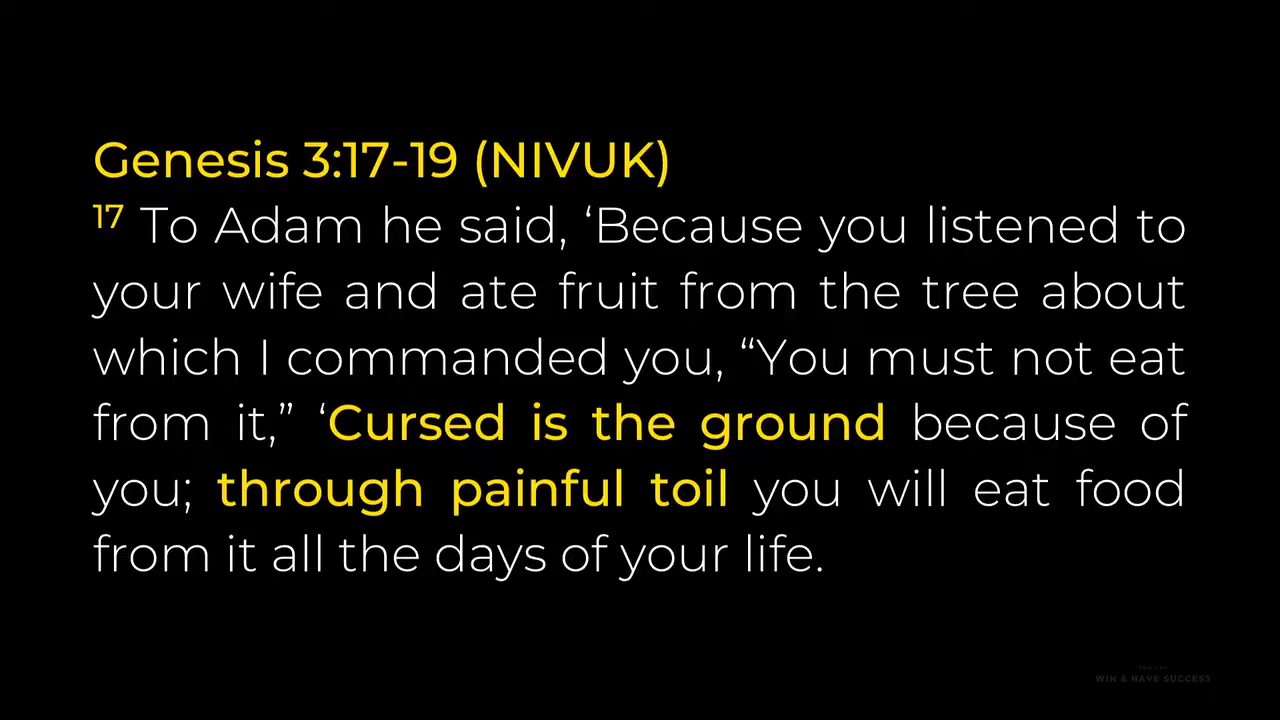 Genesis 3:17-19 (NIVUK)
17 To Adam he said, ‘Because you listened to
your wife and ate fruit from the tree about
which I commanded you, “You must not eat
from it,” ‘Cursed is the ground because of
you; through painful toil you will eat food
from it all the days of your life.
WIN & HAVE SUCCESS